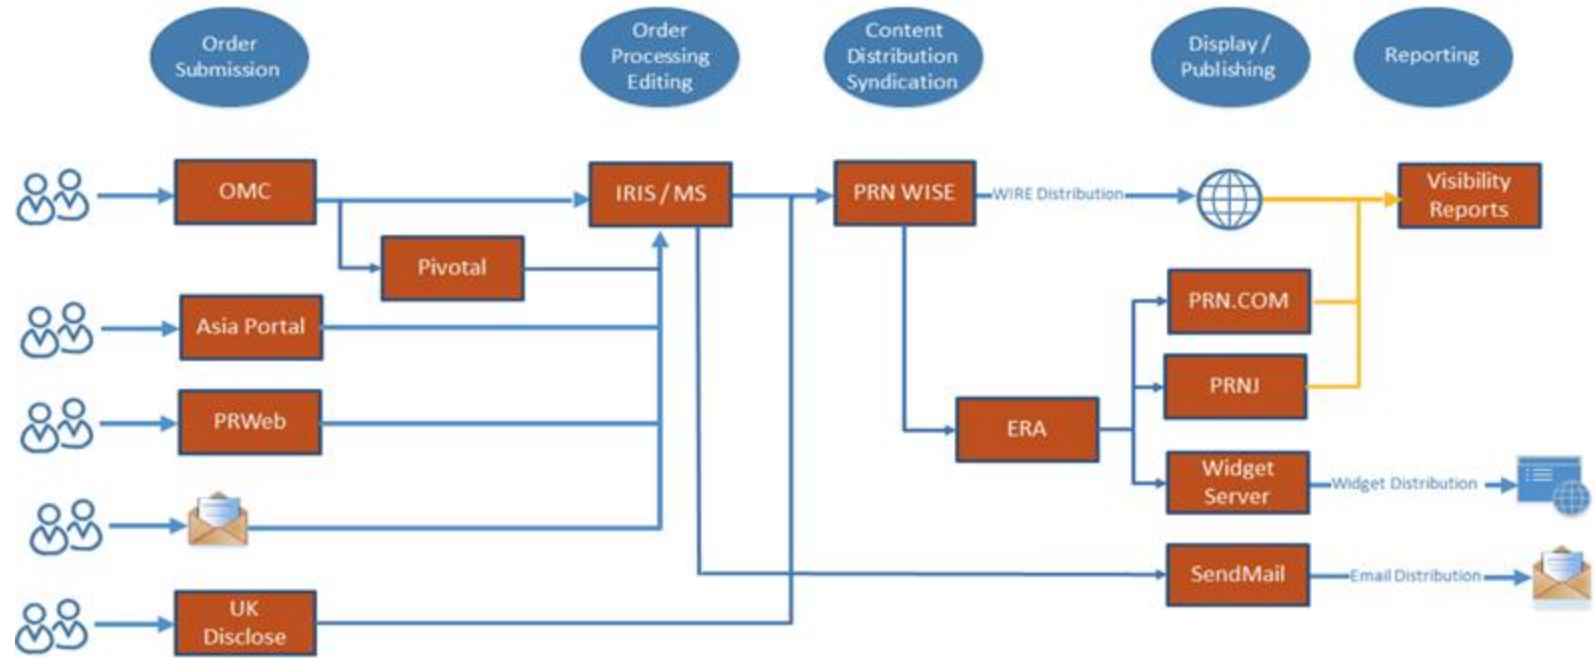 Order
Submission
Order
Processing
Editing
Content
Distribution
Syndication
Display /
Publishing
Reporting
OMC
IRIS / MS
PRN WISE
WIRE Distribution
Visibility
Reports
Pivotal
Asia Portal
PRN.COM
PRNJ
PRWeb
ERA
Widget
Server
Widget Distribution
SendMail
Email Distribution
UK
Disclose